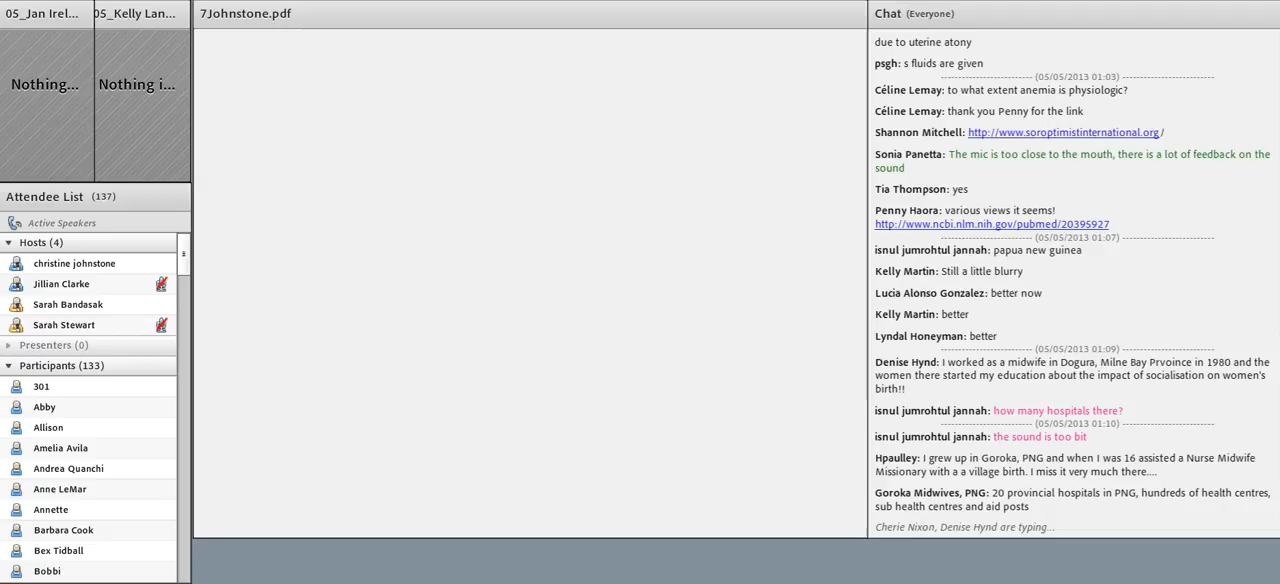 05_Jan Irel...
05_Kelly Lan...
7Johnstone.pdf
Chat (Everyone)
Nothing...
Nothing i...
Attendee List (137)
Active Speakers
Hosts (4)
christine johnstone
Jillian Clarke
Sarah Bandasak
Sarah Stewart
Presenters (0)
Participants (133)
301
Abby
Allison
Amelia Avila
Andrea Quanchi
Anne LeMar
Annette
Barbara Cook
Bex Tidball
Bobbi
due to uterine atony
psgh: s fluids are given
------------------------ (05/05/2013 01:03) ------------------------
Céline Lemay: to what extent anemia is physiologic?
Céline Lemay: thank you Penny for the link
Shannon Mitchell: http://www.soroptimistinternational.org/
Sonia Panetta: The mic is too close to the mouth, there is a lot of feedback on the
sound
Tia Thompson: yes
Penny Haora: various views it seems!
http://www.ncbi.nlm.nih.gov/pubmed/20395927
------------------------ (05/05/2013 01:07) ------------------------
isnul jumrohtul jannah: papua new guinea
Kelly Martin: Still a little blurry
Lucia Alonso Gonzalez: better now
Kelly Martin: better
Lyndal Honeyman: better
------------------------ (05/05/2013 01:09) ------------------------
Denise Hynd: I worked as a midwife in Dogura, Milne Bay Prvoince in 1980 and the
women there started my education about the impact of socialisation on women's
birth!!
isnul jumrohtul jannah: how many hospitals there?
------------------------ (05/05/2013 01:10) ------------------------
isnul jumrohtul jannah: the sound is too bit
Hpaulley: I grew up in Goroka, PNG and when I was 16 assisted a Nurse Midwife
Missionary with a a village birth. I miss it very much there....
Goroka Midwives, PNG: 20 provincial hospitals in PNG, hundreds of health centres,
sub health centres and aid posts
Cherie Nixon, Denise Hynd are typing...